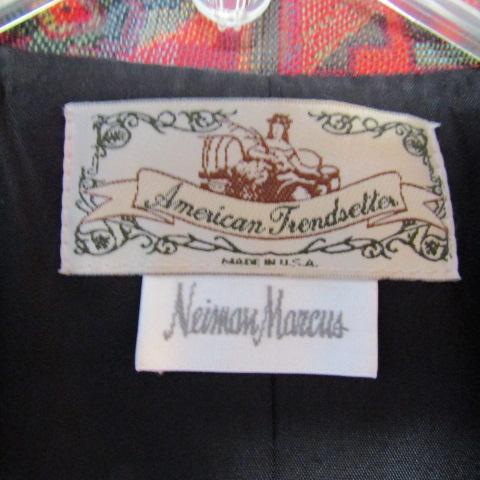 American Trendsetter
MADE IN U.S.A.
Neiman Marcus